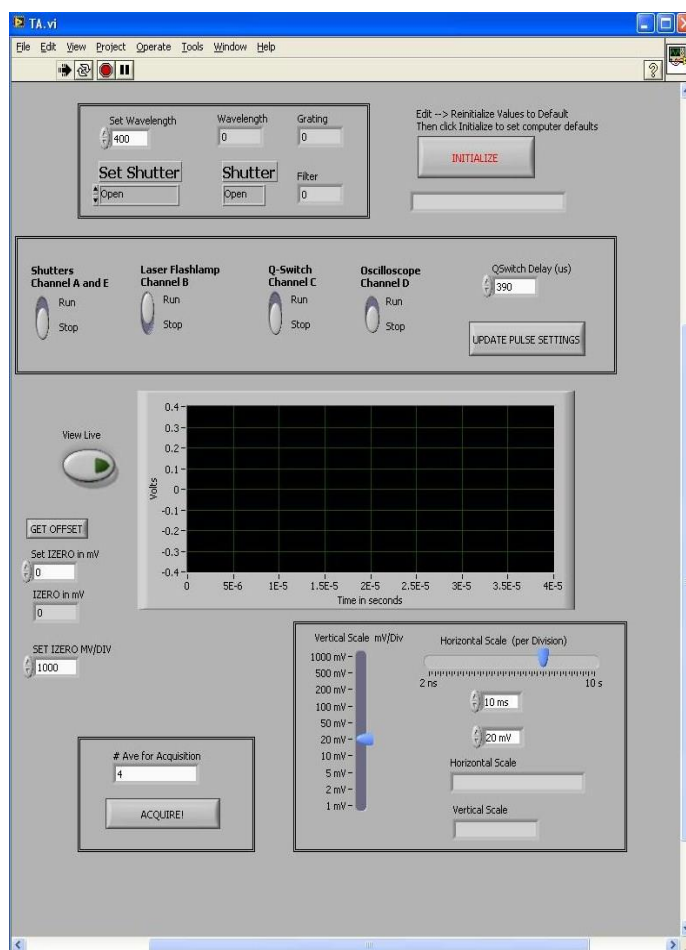 TA.vi
File Edit View Project Operate Tools Window Help
Set Wavelength Wavelength Grating
400 0 0
Set Shutter Shutter Filter
Open Open 0
Edit --> Reinitialize Values to Default
Then click Initialize to set computer defaults
INITIALIZE
Shutters
Channel A and E
Run
Stop
Laser Flashlamp
Channel B
Run
Stop
Q-Switch
Channel C
Run
Stop
Oscilloscope
Channel D
Run
Stop
QSwitch Delay (us)
390
UPDATE PULSE SETTINGS
View Live
GET OFFSET
Set IZERO in mV
0
IZERO in mV
0
SET IZERO MV/DIV
1000
Volts
0.4
0.3
0.2
0.1
0
-0.1
-0.2
-0.3
-0.4
0 5E-6 1E-5 1.5E-5 2E-5 2.5E-5 3E-5 3.5E-5 4E-5
Time in seconds
# Ave for Acquisition
4
ACQUIRE!
Vertical Scale mV/Div
1000 mV
500 mV
200 mV
100 mV
50 mV
20 mV
10 mV
5 mV
2 mV
1 mV
Horizontal Scale (per Division)
2 ns 10 s
10 ms
20 mV
Horizontal Scale
Vertical Scale